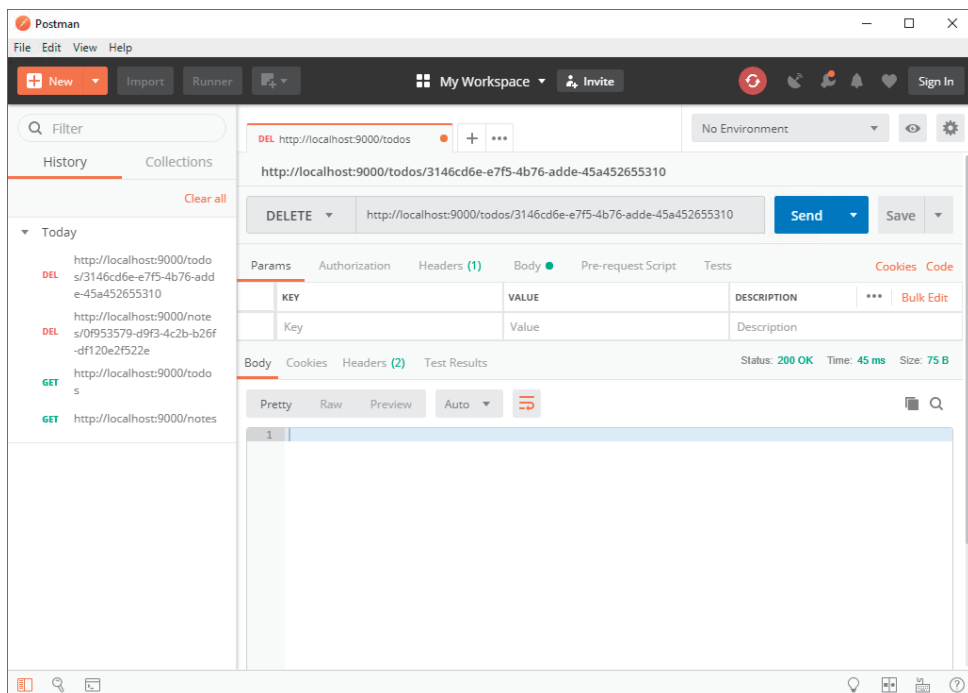 Postman
File Edit View Help
New Import Runner My Workspace Invite Sign In
Filter
History Collections
Clear all
Today
DEL http://localhost:9000/todo
s/3146cd6e-e7f5-4b76-add
e-45a452655310
DEL http://localhost:9000/note
s/0f953579-d9f3-4c2b-b26f
-df120e2f522e
GET http://localhost:9000/todo
s
GET http://localhost:9000/notes
DEL http://localhost:9000/todos
No Environment
http://localhost:9000/todos/3146cd6e-e7f5-4b76-adde-45a452655310
DELETE http://localhost:9000/todos/3146cd6e-e7f5-4b76-adde-45a452655310 Send Save
Params Authorization Headers (1) Body Pre-request Script Tests Cookies Code
KEY VALUE DESCRIPTION Bulk Edit
Key Value Description
Body Cookies Headers (2) Test Results Status: 200 OK Time: 45 ms Size: 75 B
Pretty Raw Preview Auto
1